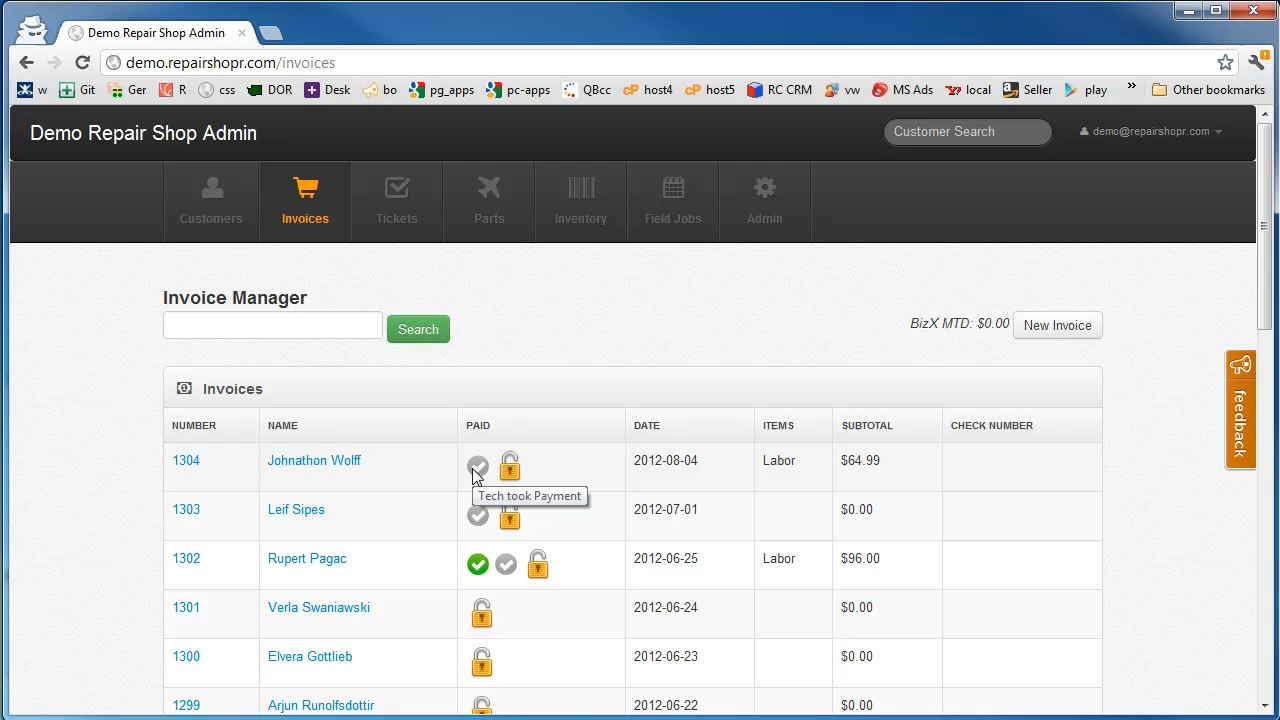 Demo Repair Shop Admin
demo.repairshopr.com/invoices
w Git Ger R css DOR Desk bo pg_apps pc-apps QBcc host4 host5 RC CRM vw MS Ads local Seller play » Other bookmarks
Demo Repair Shop Admin
Customer Search
demo@repairshopr.com
Customers Invoices Tickets Parts Inventory Field Jobs Admin
Invoice Manager
Search
BizX MTD: $0.00 New Invoice
feedback
Invoices
NUMBER NAME PAID DATE ITEMS SUBTOTAL CHECK NUMBER
1304 Johnathon Wolff 2012-08-04 Labor $64.99
Tech took Payment
1303 Leif Sipes 2012-07-01 $0.00
1302 Rupert Pagac 2012-06-25 Labor $96.00
1301 Verla Swaniawski 2012-06-24 $0.00
1300 Elvera Gottlieb 2012-06-23 $0.00
1299 Arjun Runolfsdottir 2012-06-22 $0.00